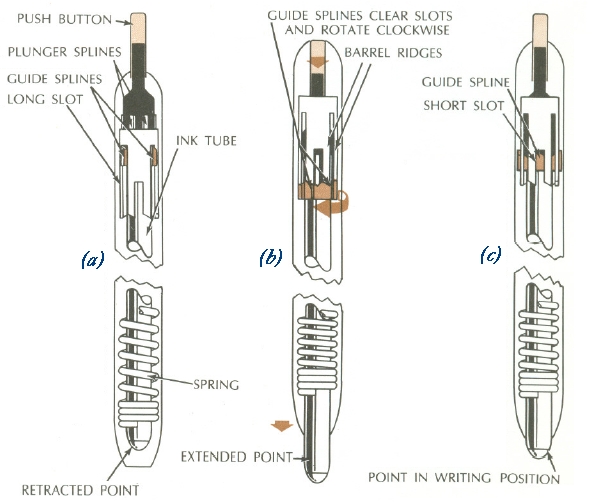 PUSH BUTTON
PLUNGER SPLINES
GUIDE SPLINES
LONG SLOT
INK TUBE
(a)
SPRING
RETRACTED POINT
GUIDE SPLINES CLEAR SLOTS
AND ROTATE CLOCKWISE
BARREL RIDGES
(b)
EXTENDED POINT
GUIDE SPLINE
SHORT SLOT
(c)
POINT IN WRITING POSITION